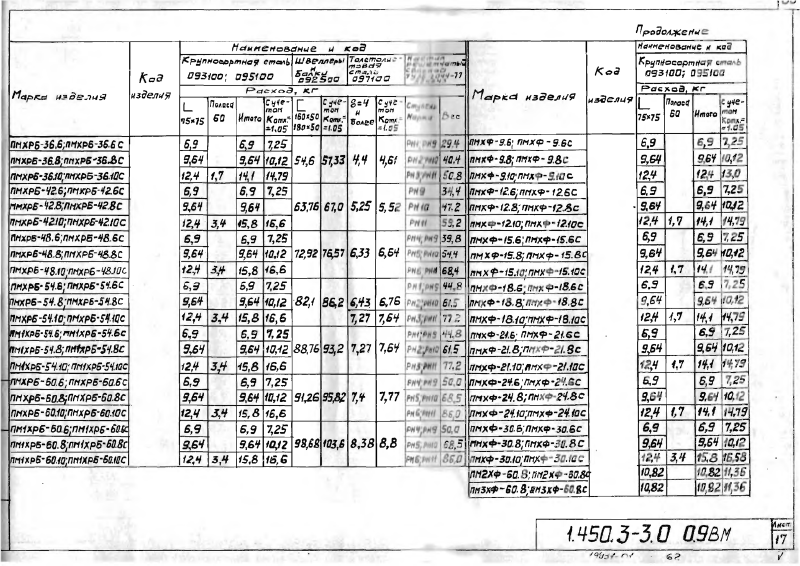 Продолжение
Марка изделия
Код изделия
Наименование и код
Крупносортная сталь 093100; 095100
Швеллеры и балки 092500
Толстолистовая сталь 097100
Расход, кг
75×75
Полоса 60
Итого
С учетом Котх.=1.05
160×50 180×50
С учетом Котх.=1.05
δ=4 и более
С учетом Котх.=1.05
Вес
ПМХРБ-36.6; ПМХРБ-36.6С 6,9 6,9 7,25 29,4
ПМХРБ-36.8; ПМХРБ-36.8С 9,64 9,64 10,12 54,6 57,33 4,4 4,61 40.4
ПМХРБ-36.10; ПМХРБ-36.10С 12,4 1,7 14,1 14,79 50.8
ПМХРБ-42.6; ПМХРБ-42.6С 6,9 6,9 7,25 РН9 34,4
ПМХРБ-42.8; ПМХРБ-42.8С 9,64 9,64 63,76 67,0 5,25 5,52 РН10 47.2
ПМХРБ-42.10; ПМХРБ-42.10С 12,4 3,4 15.8 16,6 РН11 59,2
ПМХРБ-48.6; ПМХРБ-48.6С 6,9 6,9 7,25 39,8
ПМХРБ-48.8; ПМХРБ-48.8С 9,64 9,64 10,12 72,92 76,57 6,33 6,64 54,4
ПМХРБ-48.10; ПМХРБ-48.10С 12,4 3,4 15,8 16,6 68,4
ПМХРБ-54.6; ПМХРБ-54.6С 6,9 6,9 7,25 44,8
ПМХРБ-54.8; ПМХРБ-54.8С 9,64 9,64 10,12 82,1 86,2 6,43 6,76 61,5
ПМХРБ-54.10; ПМХРБ-54.10С 12,4 3,4 15.8 16,6 7,27 7,64 77.2
ПМ1ХРБ-54.6; ПМ1ХРБ-54.6С 6,9 6,9 7,25 44.8
ПМ1ХРБ-54.8; ПМ1ХРБ-54.8С 9,64 9,64 10,12 88,76 93,2 7,27 7,64 61,5
ПМ1ХРБ-54.10; ПМ1ХРБ-54.10С 12,4 3,4 15.8 16,6 77,2
ПМХРБ-60.6; ПМХРБ-60.6С 6,9 6,9 7,25 50,0
ПМХРБ-60.8; ПМХРБ-60.8С 9,64 9,64 10,12 91,26 95,82 7,4 7,77 68,5
ПМХРБ-60.10; ПМХРБ-60.10С 12,4 3,4 15,8 16,6 86,0
ПМ1ХРБ-60.6; ПМ1ХРБ-60.6С 6,9 6,9 7,25 50.0
ПМ1ХРБ-60.8; ПМ1ХРБ-60.8С 9,64 9,64 10,12 98,68 103,6 8,38 8,8 68,5
ПМ1ХРБ-60.10; ПМ1ХРБ-60.10С 12,4 3,4 15,8 16,6 86,0
Марка изделия
Код изделия
Наименование и код
Крупносортная сталь 093100; 095100
Расход, кг
75×75
Полоса 60
Итого
С учетом Котх.=1.05
ПМХФ-9.6; ПМХФ-9.6С 6,9 6,9 7,25
ПМХФ-9.8; ПМХФ-9.8С 9,64 9,64 10,12
ПМХФ-9.10; ПМХФ-9.10С 12,4 12,4 13,0
ПМХФ-12.6; ПМХФ-12.6С 6,9 6,9 7,25
ПМХФ-12.8; ПМХФ-12.8С 9,64 9,64 10,12
ПМХФ-12.10; ПМХФ-12.10С 12,4 1,7 14,1 14,79
ПМХФ-15.6; ПМХФ-15.6С 6,9 6,9 7,25
ПМХФ-15.8; ПМХФ-15.8С 9,64 9,64 10,12
ПМХФ-15.10; ПМХФ-15.10С 12,4 1,7 14,1 14,79
ПМХФ-18.6; ПМХФ-18.6С 6,9 6,9 7,25
ПМХФ-18.8; ПМХФ-18.8С 9,64 9,64 10,12
ПМХФ-18.10; ПМХФ-18.10С 12,4 1,7 14,1 14,79
ПМХФ-21.6; ПМХФ-21.6С 6,9 6,9 7,25
ПМХФ-21.8; ПМХФ-21.8С 9,64 9,64 10,12
ПМХФ-21.10; ПМХФ-21.10С 12,4 1,7 14,1 14,79
ПМХФ-24.6; ПМХФ-24.6С 6,9 6,9 7,25
ПМХФ-24.8; ПМХФ-24.8С 9,64 9,64 10,12
ПМХФ-24.10; ПМХФ-24.10С 12,4 1,7 14,1 14,79
ПМХФ-30.6; ПМХФ-30.6С 6,9 6,9 7,25
ПМХФ-30.8; ПМХФ-30.8С 9,64 9,64 10,12
ПМХФ-30.10; ПМХФ-30.10С 12,4 3,4 15.8 16,58
ПМ2ХФ-60.8; ПМ2ХФ-60.8С 10,82 10,82 11,36
ПМ3ХФ-60.8; ПМ3ХФ-60.8С 10,82 10,82 11,36
1.450.3-3.0 09ВМ
Лист
17
62